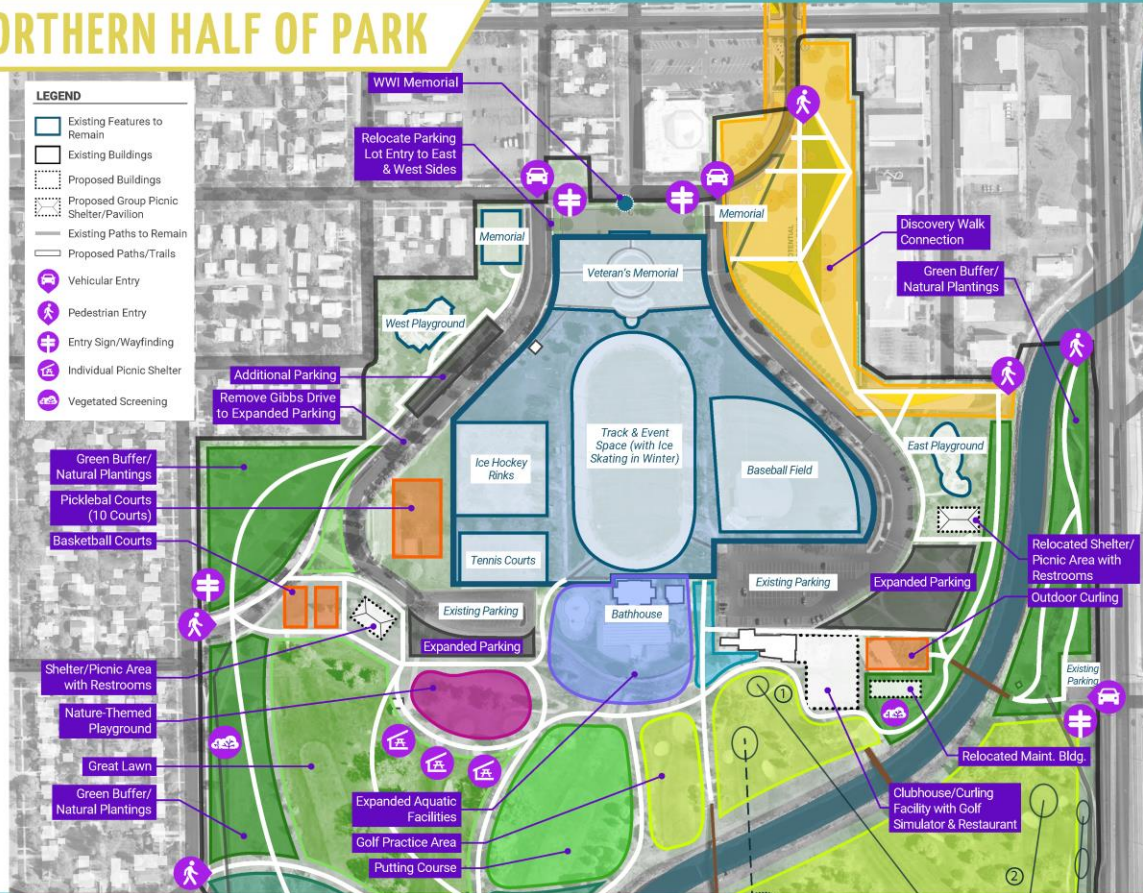 ORTHERN HALF OF PARK
LEGEND
Existing Features to
Remain
Existing Buildings
Proposed Buildings
Proposed Group Picnic
Shelter/Pavilion
Existing Paths to Remain
Proposed Paths/Trails
Vehicular Entry
Pedestrian Entry
Entry Sign/Wayfinding
Individual Picnic Shelter
Vegetated Screening
WWI Memorial
Relocate Parking
Lot Entry to East
& West Sides
Memorial
Memorial
Veteran's Memorial
POTENTIAL
Discovery Walk
Connection
Green Buffer/
Natural Plantings
West Playground
Additional Parking
Remove Gibbs Drive
to Expanded Parking
Track & Event
Space (with Ice
Skating in Winter)
East Playground
Ice Hockey
Rinks
Baseball Field
Green Buffer/
Natural Plantings
Picklebal Courts
(10 Courts)
Basketball Courts
Tennis Courts
Relocated Shelter/
Picnic Area with
Restrooms
Existing Parking
Bathhouse
Existing Parking
Expanded Parking
Outdoor Curling
Expanded Parking
Shelter/Picnic Area
with Restrooms
Existing
Parking
Nature-Themed
Playground
1
Great Lawn
Relocated Maint. Bldg.
Green Buffer/
Natural Plantings
Expanded Aquatic
Facilities
Clubhouse/Curling
Facility with Golf
Simulator & Restaurant
Golf Practice Area
Putting Course
2